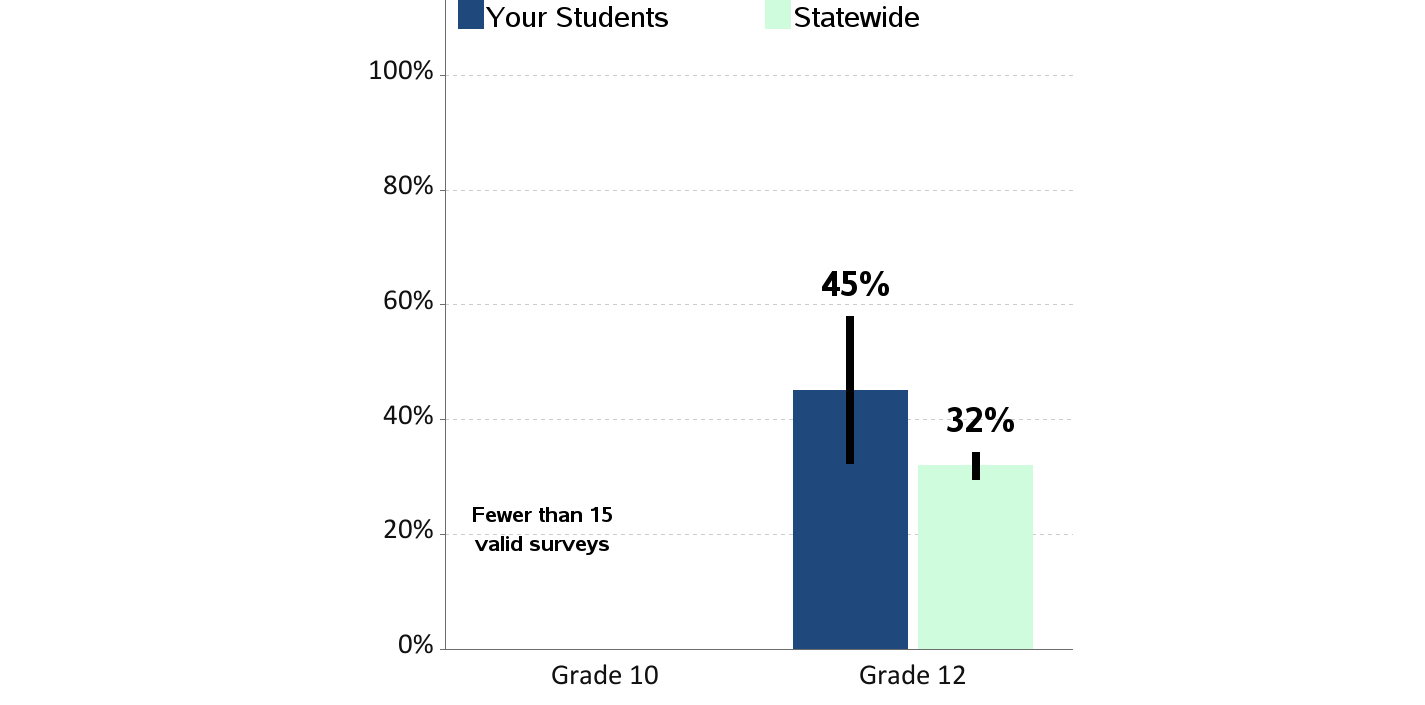 Your Students Statewide
100%
80%
60%
40%
20%
0%
45%
32%
Fewer than 15
valid surveys
Grade 10 Grade 12